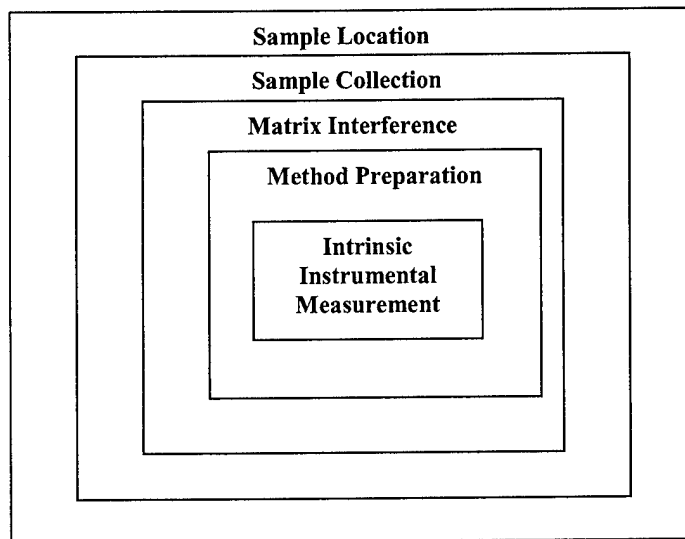 Sample Location
Sample Collection
Matrix Interference
Method Preparation
Intrinsic
Instrumental
Measurement